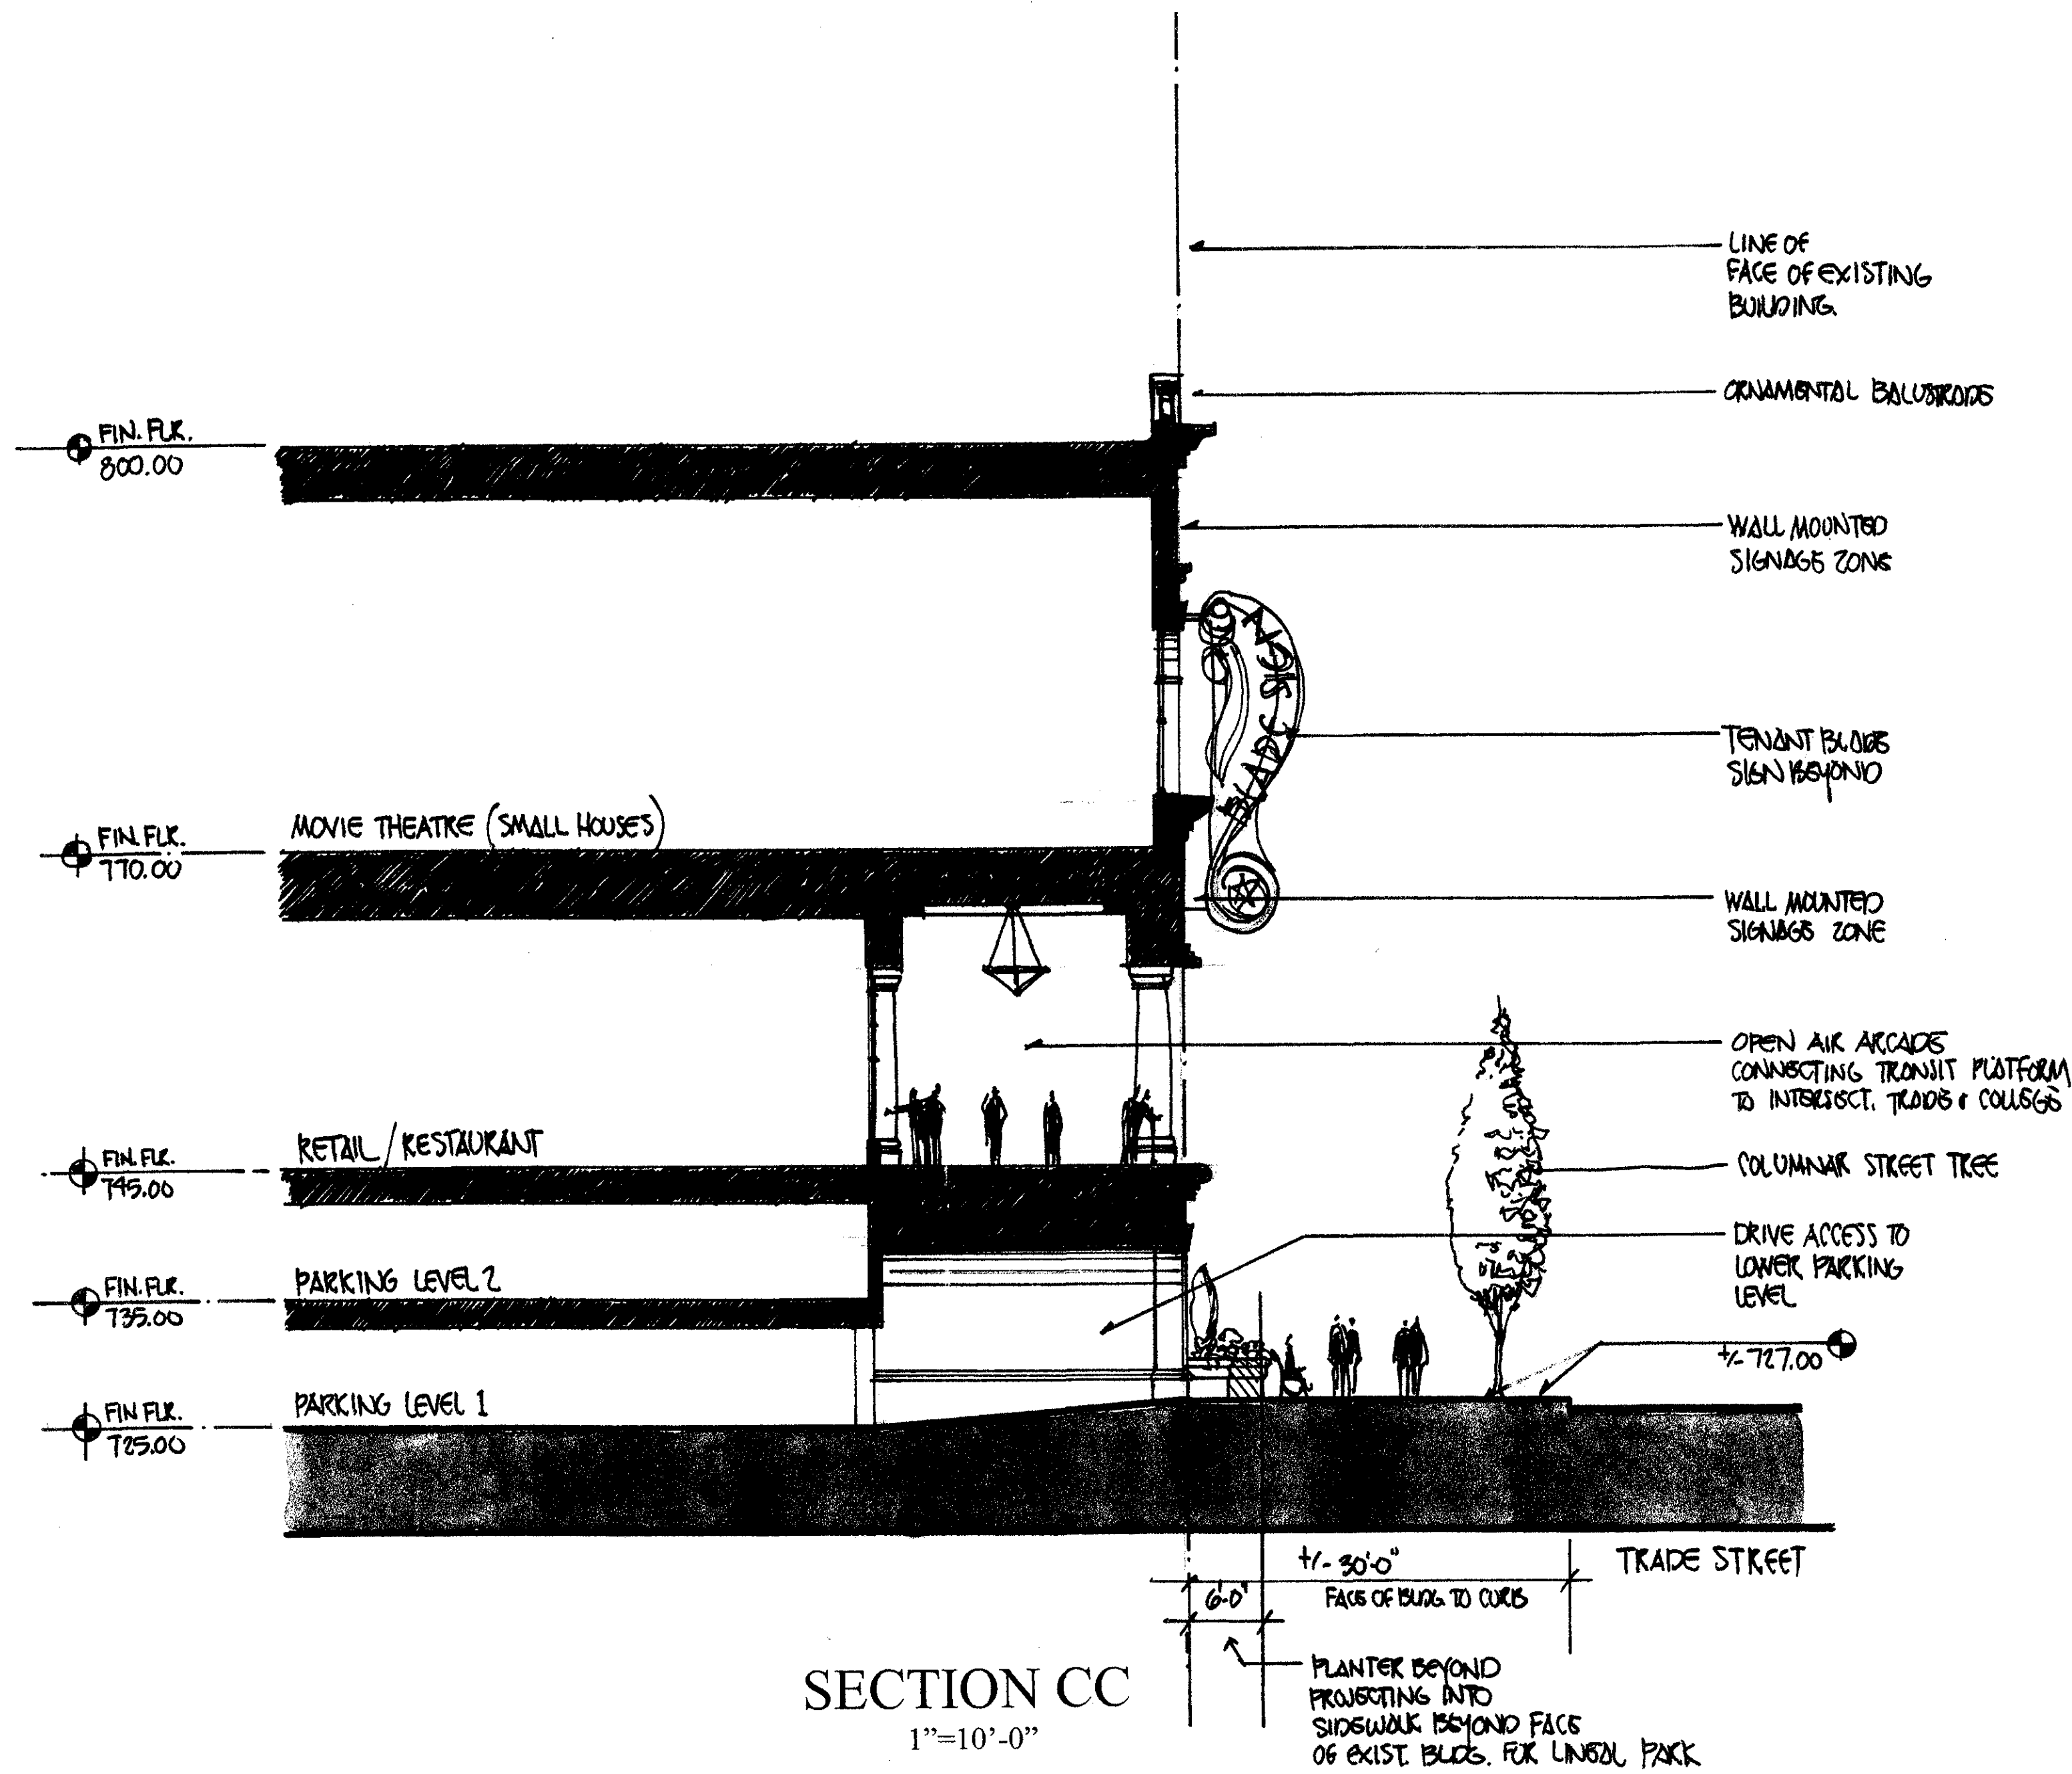 LINE OF
FACE OF EXISTING
BUILDING.
ORNAMENTAL BALUSTRADE
FIN. FLR.
800.00
WALL MOUNTED
SIGNAGE ZONE
BLADE SIGN
TENANT BLADE
SIGN BEYOND
MOVIE THEATRE (SMALL HOUSES)
FIN. FLR.
770.00
WALL MOUNTED
SIGNAGE ZONE
OPEN AIR ARCADE
CONNECTING TRANSIT PLATFORM
TO INTERSECT. TRADE & COLLEGE
RETAIL / RESTAURANT
FIN. FLR.
745.00
COLUMNAR STREET TREE
DRIVE ACCESS TO
LOWER PARKING
LEVEL
PARKING LEVEL 2
FIN. FLR.
735.00
+/- 727.00
PARKING LEVEL 1
FIN FLR.
725.00
+/- 30'-0"
FACE OF BLDG TO CURB
TRADE STREET
6'-0"
PLANTER BEYOND
PROJECTING INTO
SIDEWALK BEYOND FACE
OF EXIST. BLDG. FOR LINEAL PARK
SECTION CC
1”=10’-0”